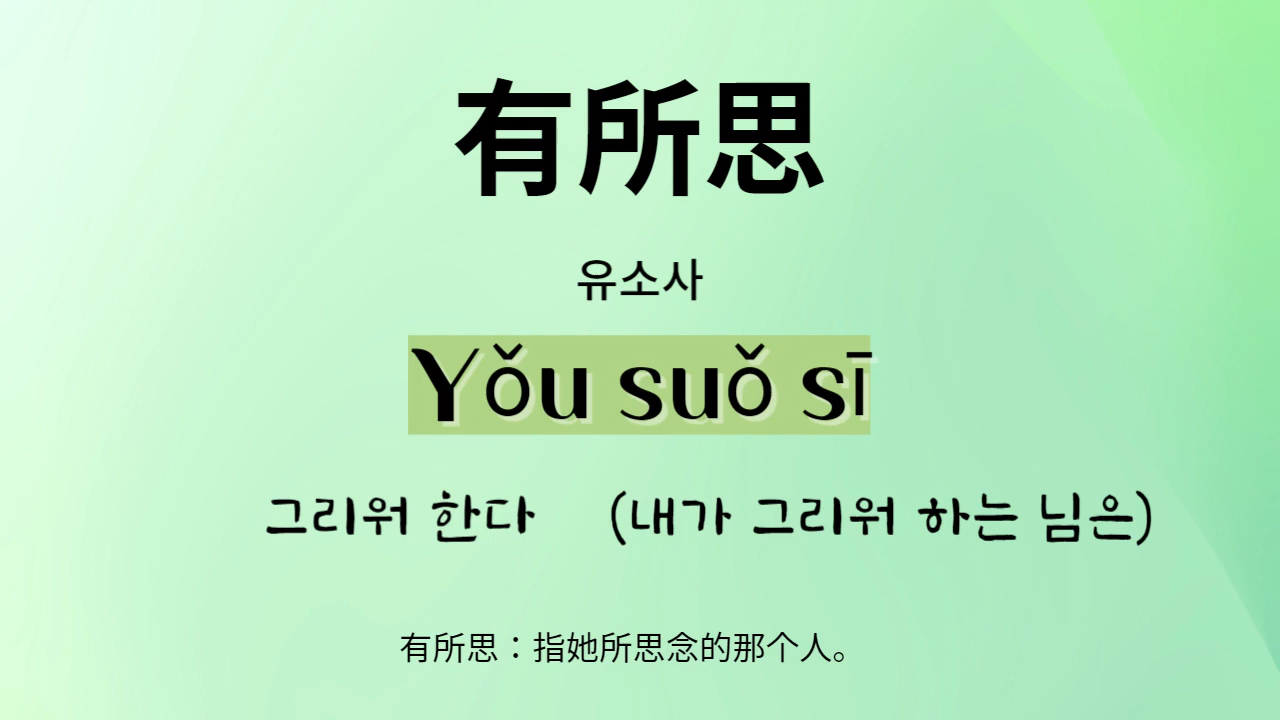 有所思
유소사
Yǒu suǒ sī
그리워 한다 (내가 그리워 하는 님은)
有所思：指她所思念的那个人。